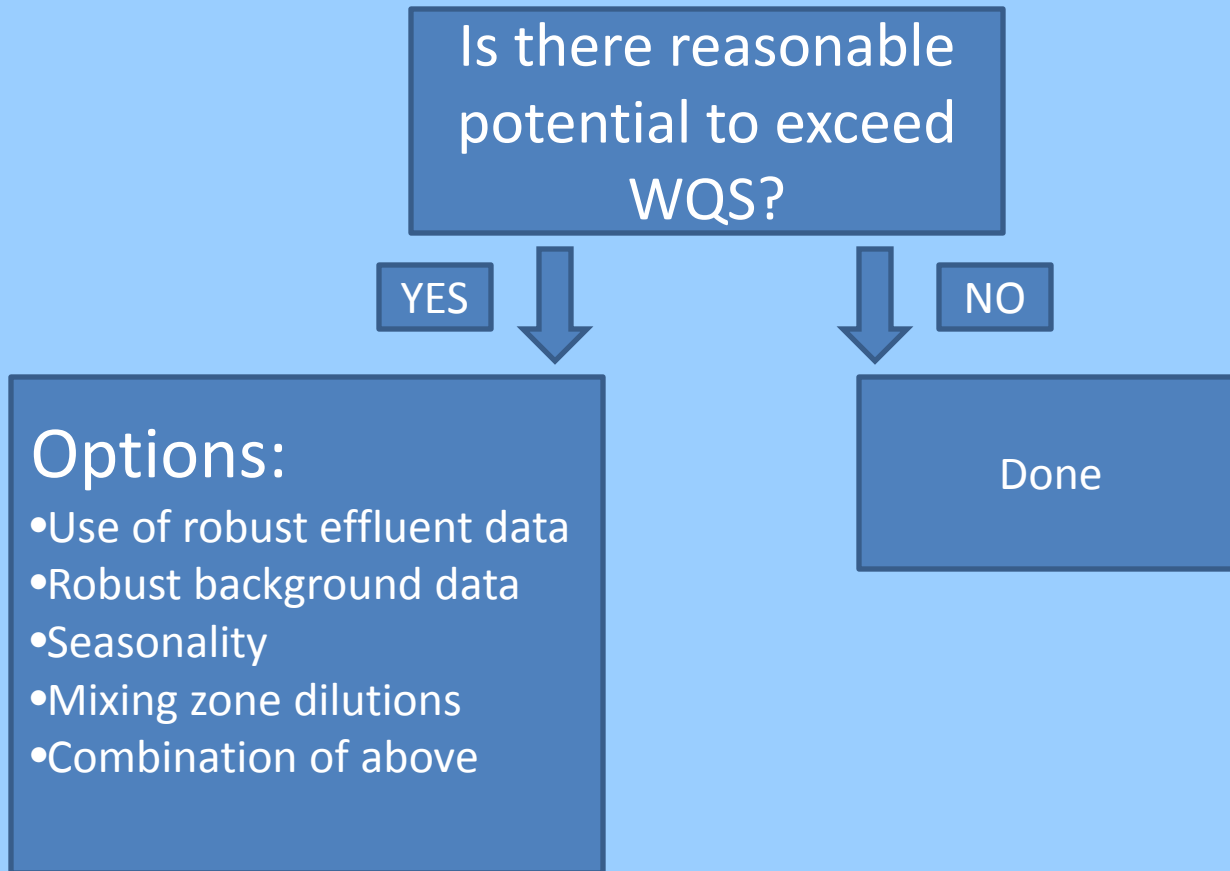 Is there reasonable
potential to exceed
WQS?
YES
NO
Options:
•Use of robust effluent data
•Robust background data
•Seasonality
•Mixing zone dilutions
•Combination of above
Done